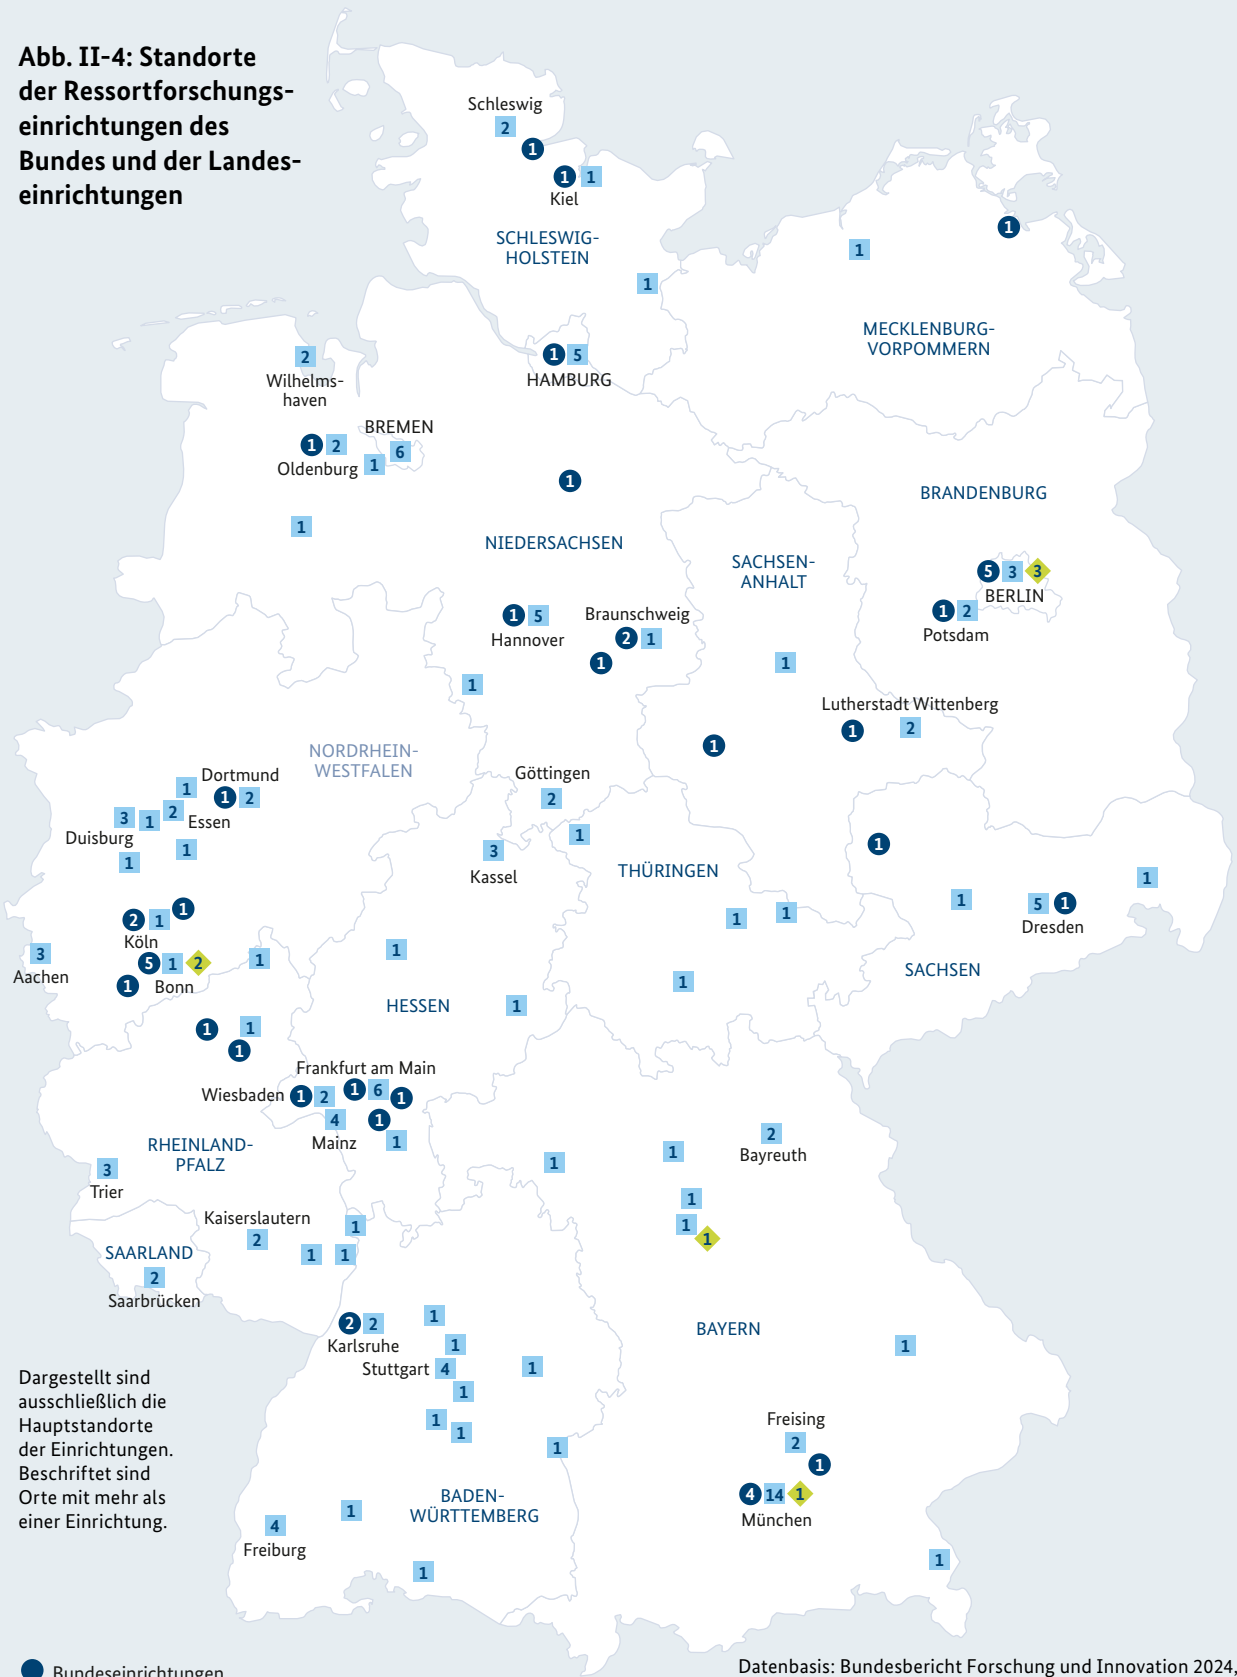 Abb. II-4: Standorte
der Ressortforschungs-
einrichtungen des
Bundes und der Landes-
einrichtungen
Schleswig
2
1
1 1
Kiel
SCHLESWIG-
HOLSTEIN
1
1
1
MECKLENBURG-
VORPOMMERN
2
Wilhelms-
haven
1 5
HAMBURG
BREMEN
6
1 2
Oldenburg
1
1
1
NIEDERSACHSEN
BRANDENBURG
SACHSEN-
ANHALT
5 3 3
BERLIN
1 2
Potsdam
1 5
Hannover
Braunschweig
2 1
1
1
1
Lutherstadt Wittenberg
1 2
1
NORDRHEIN-
WESTFALEN
Dortmund
1 2
1
2
Essen
3 1
Duisburg
1
1
Göttingen
2
1
3
Kassel
THÜRINGEN
1
1
1
5 1
Dresden
1 1
1
SACHSEN
1
2 1
Köln
3
Aachen
5 1 2
Bonn
1
1
1
HESSEN
1
1
1
1
Frankfurt am Main
1 6 1
Wiesbaden 1 2
4
Mainz
1
1
RHEINLAND-
PFALZ
3
Trier
2
Bayreuth
1
1
1
1
1
Kaiserslautern
2
1
1 1
SAARLAND
2
Saarbrücken
2 2
Karlsruhe
1
1
Stuttgart 4
1
1
1
1
1
BAYERN
1
Freising
2
1
4 14 1
München
1
BADEN-
WÜRTTEMBERG
1
4
Freiburg
1
Dargestellt sind
ausschließlich die
Hauptstandorte
der Einrichtungen.
Beschriftet sind
Orte mit mehr als
einer Einrichtung.
Bundeseinrichtungen
Datenbasis: Bundesbericht Forschung und Innovation 2024,